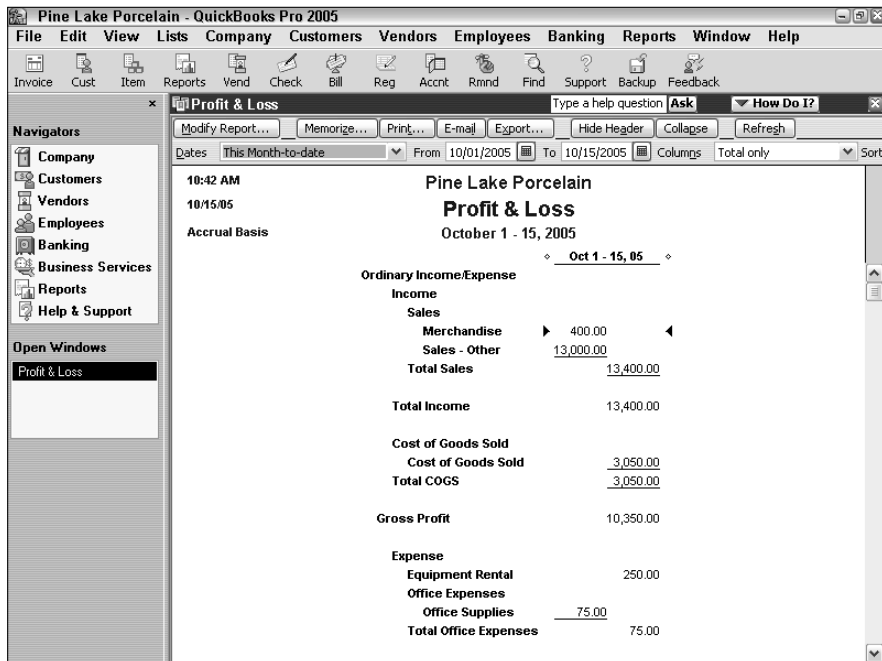 Pine Lake Porcelain - QuickBooks Pro 2005
File Edit View Lists Company Customers Vendors Employees Banking Reports Window Help
Invoice Cust Item Reports Vend Check Bill Reg Accnt Rmnd Find Support Backup Feedback
Profit & Loss Type a help question Ask How Do I?
Navigators
Company
Customers
Vendors
Employees
Banking
Business Services
Reports
Help & Support
Open Windows
Profit & Loss
Modify Report... Memorize... Print... E-mail Export... Hide Header Collapse Refresh
Dates This Month-to-date From 10/01/2005 To 10/15/2005 Columns Total only Sort
10:42 AM
10/15/05
Accrual Basis
Pine Lake Porcelain
Profit & Loss
October 1 - 15, 2005
Oct 1 - 15, 05
Ordinary Income/Expense
Income
Sales
Merchandise 400.00
Sales - Other 13,000.00
Total Sales 13,400.00
Total Income 13,400.00
Cost of Goods Sold
Cost of Goods Sold 3,050.00
Total COGS 3,050.00
Gross Profit 10,350.00
Expense
Equipment Rental 250.00
Office Expenses
Office Supplies 75.00
Total Office Expenses 75.00